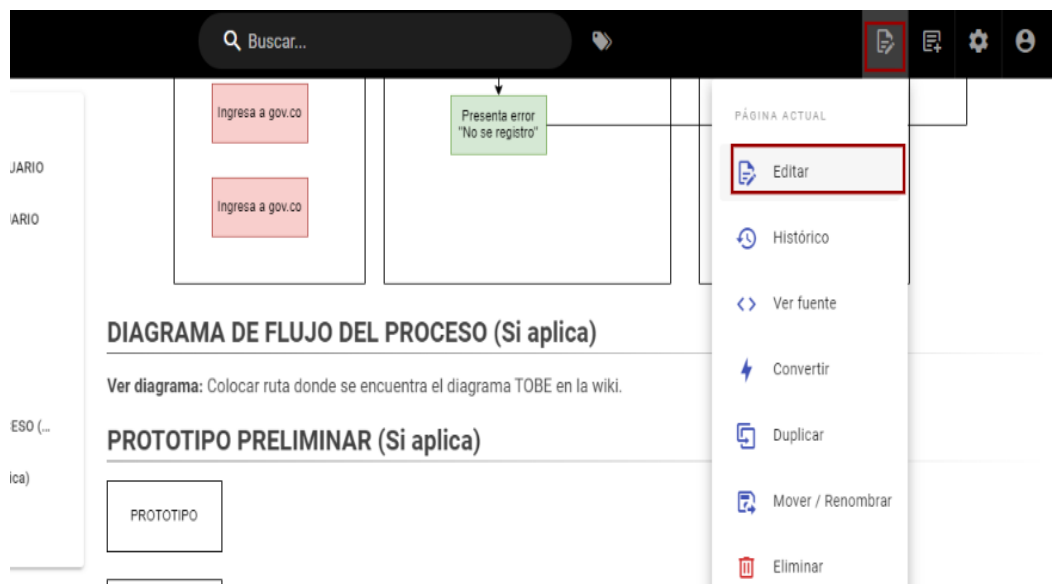 Buscar...
Ingresa a gov.co
Presenta error
"No se registro"
Ingresa a gov.co
PÁGINA ACTUAL
Editar
Histórico
Ver fuente
Convertir
Duplicar
Mover / Renombrar
Eliminar
JARIO
ARIO
ESO (...
ica)
DIAGRAMA DE FLUJO DEL PROCESO (Si aplica)
Ver diagrama: Colocar ruta donde se encuentra el diagrama TOBE en la wiki.
PROTOTIPO PRELIMINAR (Si aplica)
PROTOTIPO